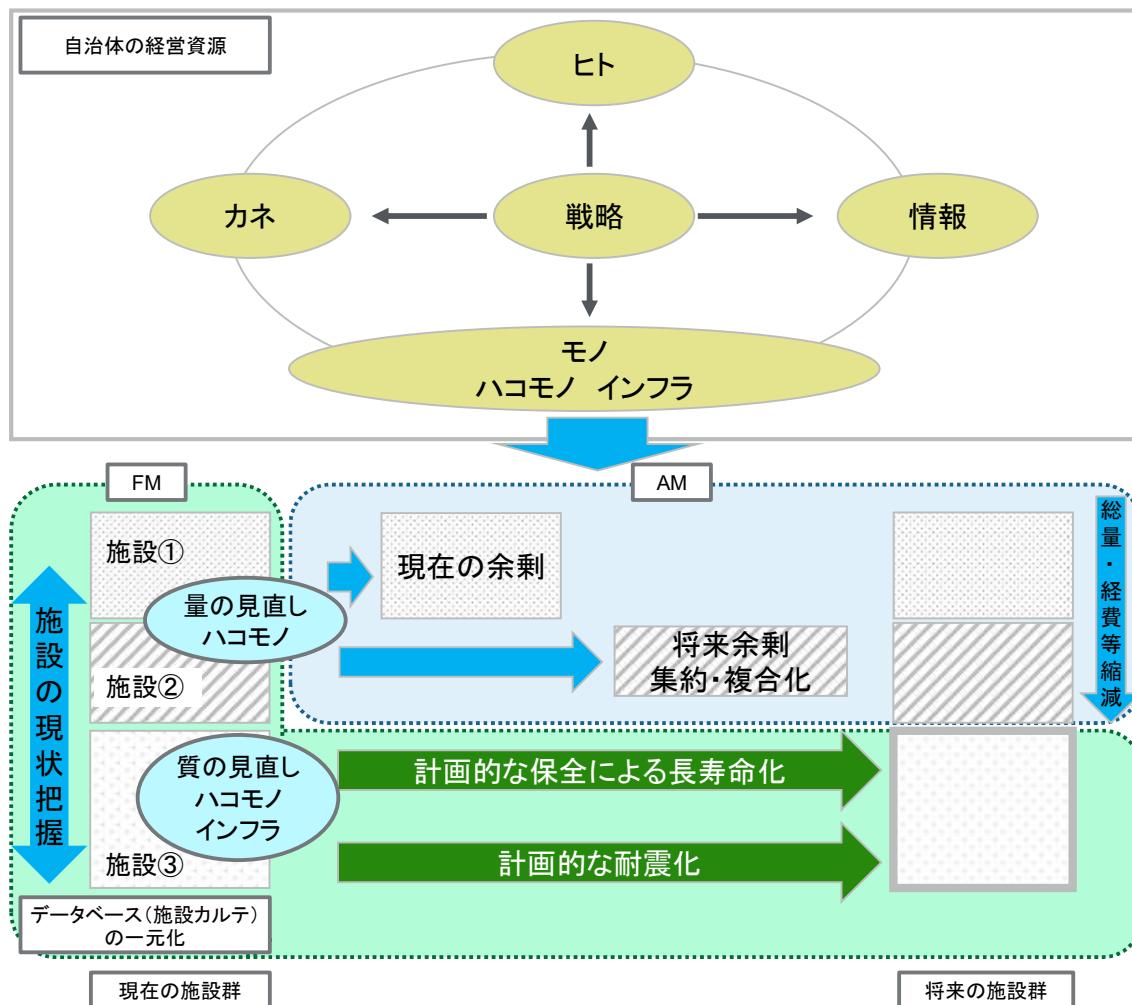 自治体の経営資源
ヒト
カネ
戦略
情報
モノ
ハコモノ　インフラ
FM
AM
施設の現状把握
施設①
量の見直し
ハコモノ
施設②
現在の余剰
将来余剰
集約・複合化
総量・経費等縮減
質の見直し
ハコモノ
インフラ
施設③
計画的な保全による長寿命化
計画的な耐震化
データベース（施設カルテ）
の一元化
現在の施設群
将来の施設群